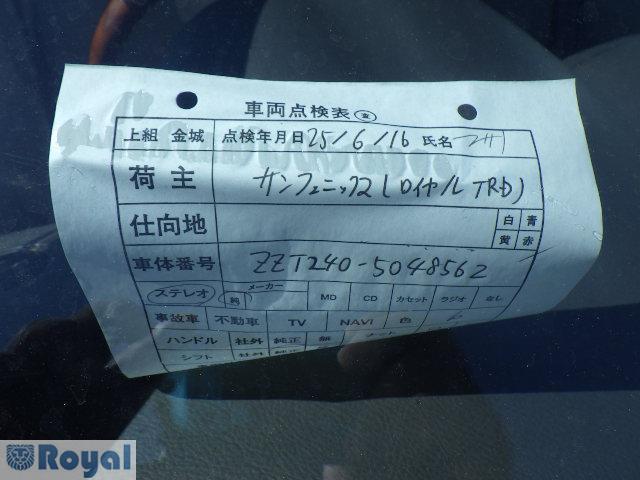 車両点検表
上組 金城 点検年月日 25/6/16 氏名
荷主 サンフェニックス(ロイヤルTRD)
仕向地 白 青
黄 赤
車体番号 ZZT240-5048562
ステレオ 純 メーカー MD CD カセット ラジオ なし
事故車 不動車 TV NAVI 色
ハンドル 社外 純正 無
シフト 社外 純正
Royal